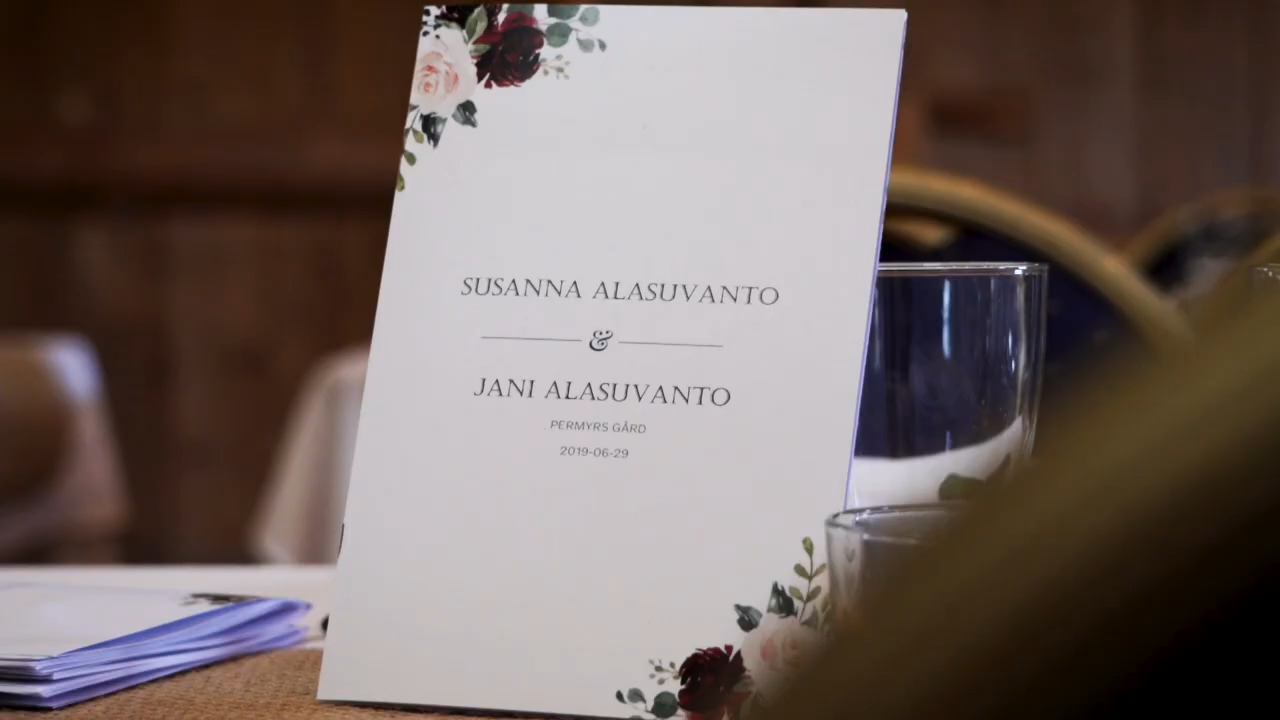 SUSANNA ALASUVANTO
&
JANI ALASUVANTO
PERMYRS GÅRD
2019-06-29